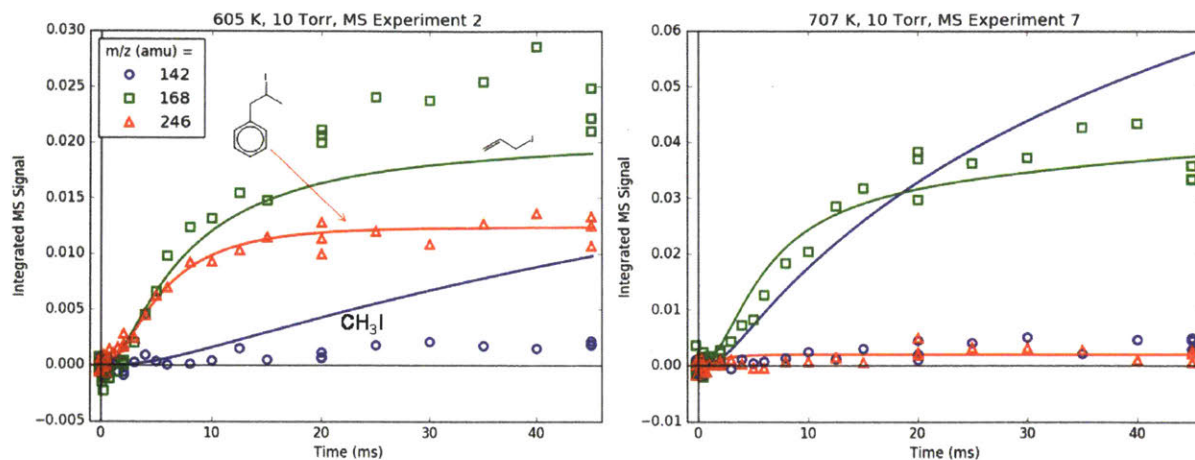 605 K, 10 Torr, MS Experiment 2
0.030
0.025
0.020
0.015
0.010
0.005
0.000
−0.005
Integrated MS Signal
m/z (amu) =
142
168
246
I
I
CH₃I
0
10
20
30
40
Time (ms)
707 K, 10 Torr, MS Experiment 7
0.06
0.05
0.04
0.03
0.02
0.01
0.00
−0.01
Integrated MS Signal
0
10
20
30
40
Time (ms)